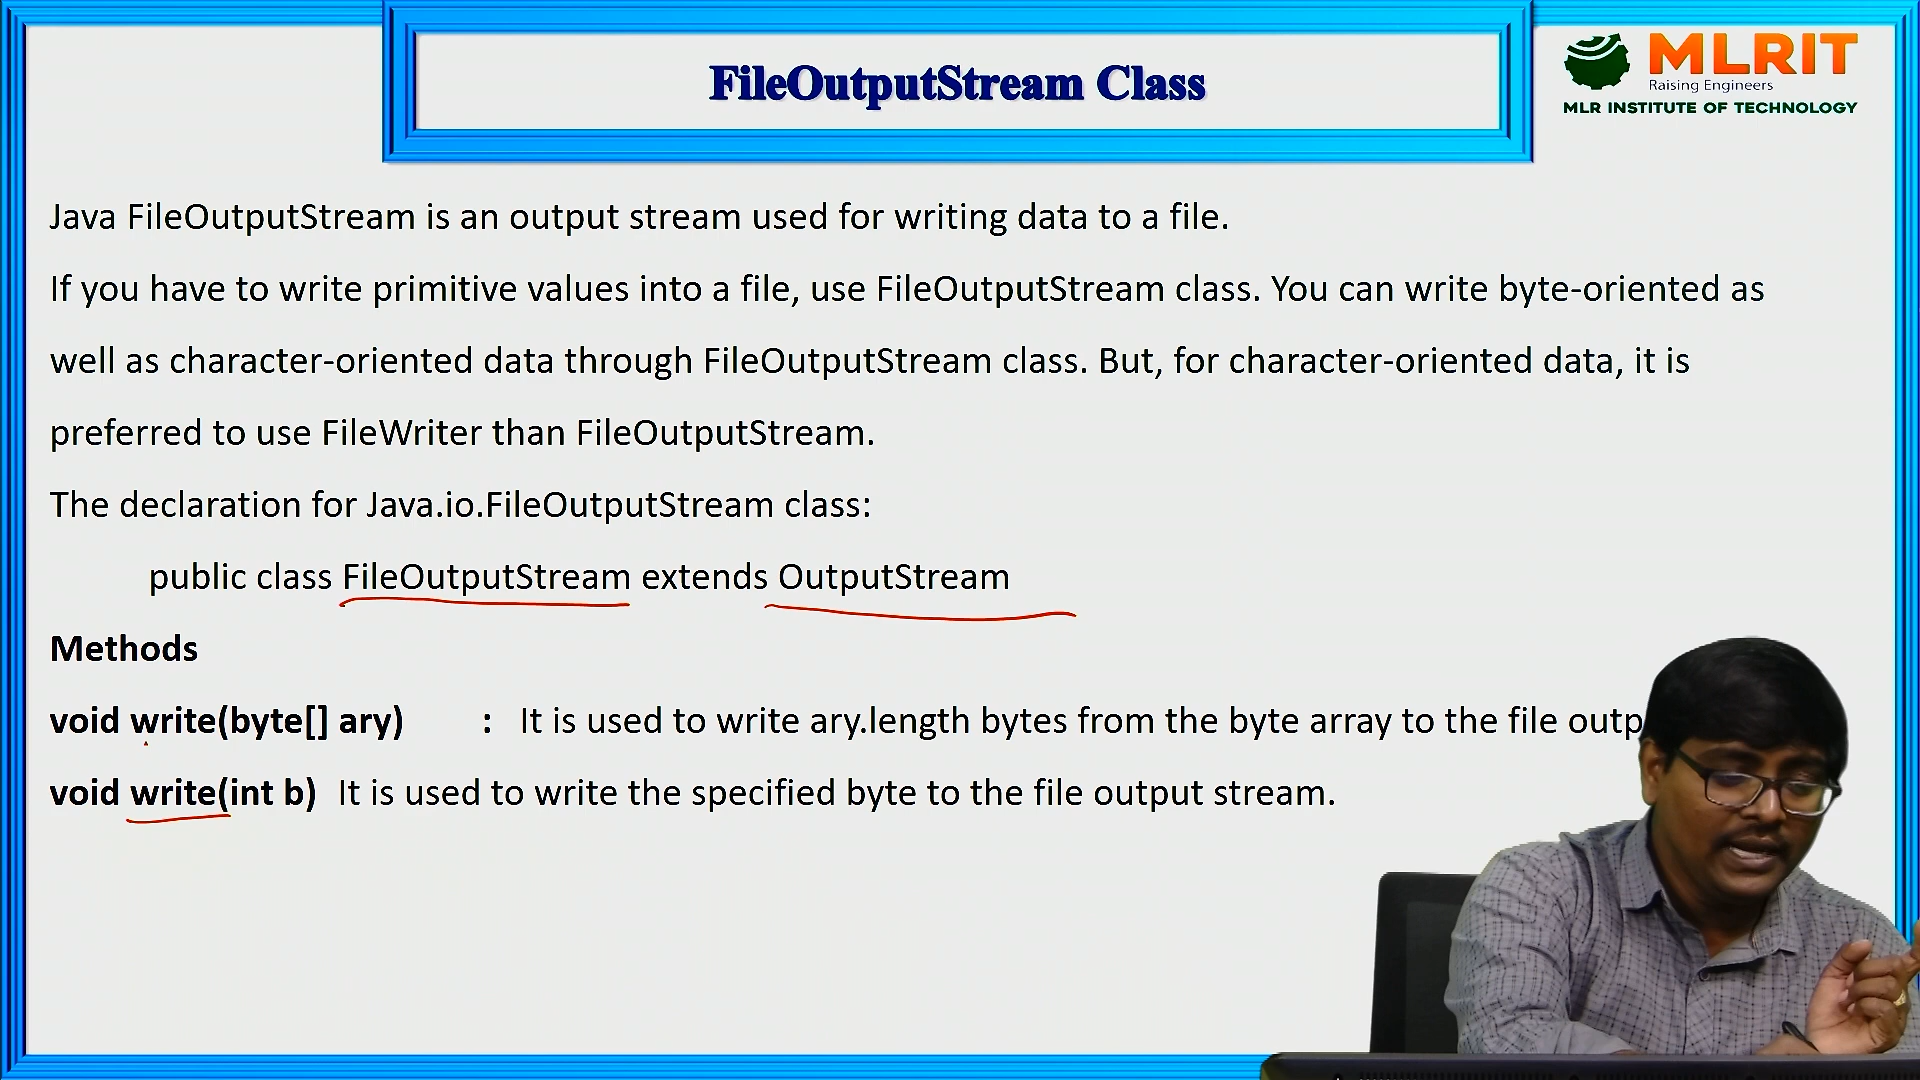 FileOutputStream Class
MLRIT
Raising Engineers
MLR INSTITUTE OF TECHNOLOGY
Java FileOutputStream is an output stream used for writing data to a file.
If you have to write primitive values into a file, use FileOutputStream class. You can write byte-oriented as
well as character-oriented data through FileOutputStream class. But, for character-oriented data, it is
preferred to use FileWriter than FileOutputStream.
The declaration for Java.io.FileOutputStream class:
public class FileOutputStream extends OutputStream
Methods
void write(byte[] ary) : It is used to write ary.length bytes from the byte array to the file
void write(int b) It is used to write the specified byte to the file output stream.